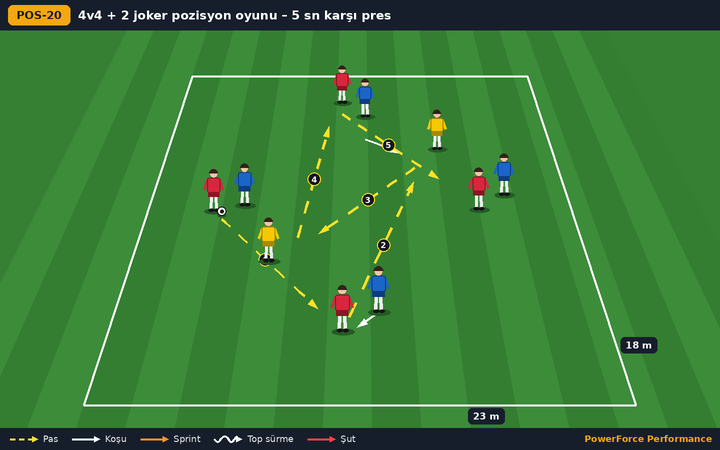 POS-20 4v4 + 2 joker pozisyon oyunu – 5 sn karşı pres
5
4
3
2
18 m
23 m
Pas Koşu Sprint Top sürme Şut PowerForce Performance